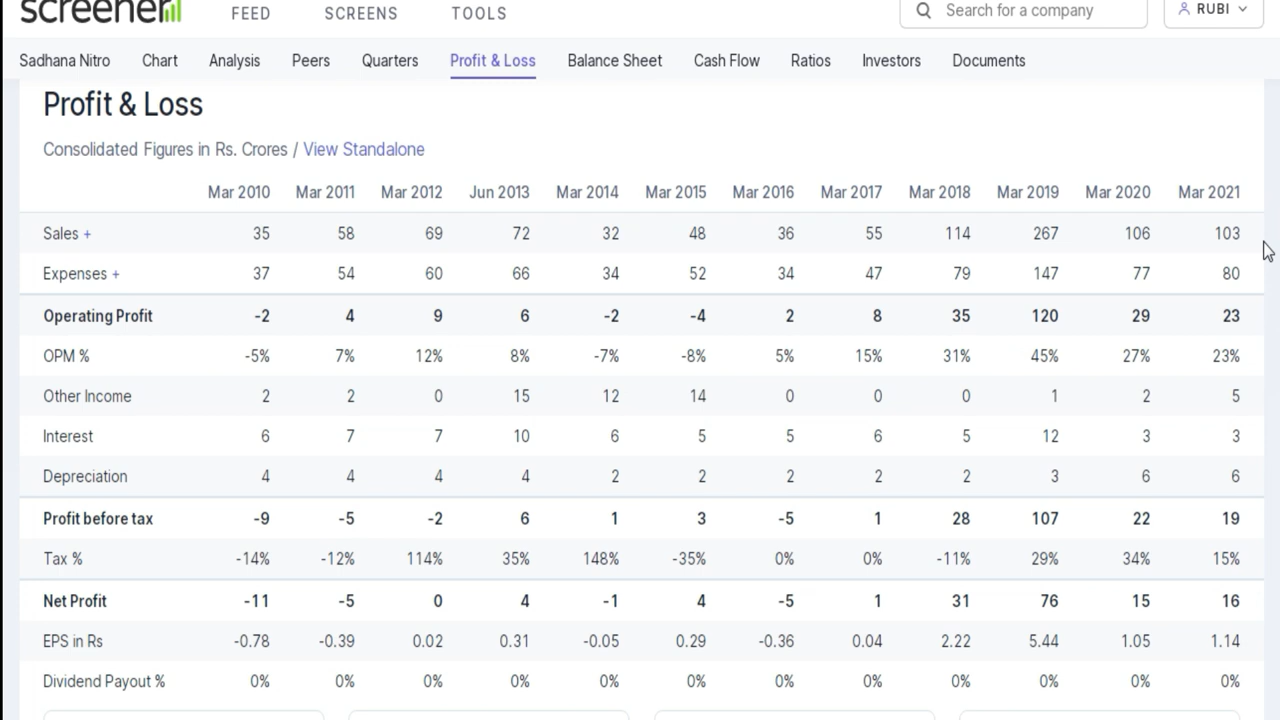 screener
FEED SCREENS TOOLS Search for a company RUBI
Sadhana Nitro Chart Analysis Peers Quarters Profit & Loss Balance Sheet Cash Flow Ratios Investors Documents
Profit & Loss
Consolidated Figures in Rs. Crores / View Standalone
Mar 2010 Mar 2011 Mar 2012 Jun 2013 Mar 2014 Mar 2015 Mar 2016 Mar 2017 Mar 2018 Mar 2019 Mar 2020 Mar 2021
Sales + 35 58 69 72 32 48 36 55 114 267 106 103
Expenses + 37 54 60 66 34 52 34 47 79 147 77 80
Operating Profit -2 4 9 6 -2 -4 2 8 35 120 29 23
OPM % -5% 7% 12% 8% -7% -8% 5% 15% 31% 45% 27% 23%
Other Income 2 2 0 15 12 14 0 0 0 1 2 5
Interest 6 7 7 10 6 5 5 6 5 12 3 3
Depreciation 4 4 4 4 2 2 2 2 2 3 6 6
Profit before tax -9 -5 -2 6 1 3 -5 1 28 107 22 19
Tax % -14% -12% 114% 35% 148% -35% 0% 0% -11% 29% 34% 15%
Net Profit -11 -5 0 4 -1 4 -5 1 31 76 15 16
EPS in Rs -0.78 -0.39 0.02 0.31 -0.05 0.29 -0.36 0.04 2.22 5.44 1.05 1.14
Dividend Payout % 0% 0% 0% 0% 0% 0% 0% 0% 0% 0% 0% 0%